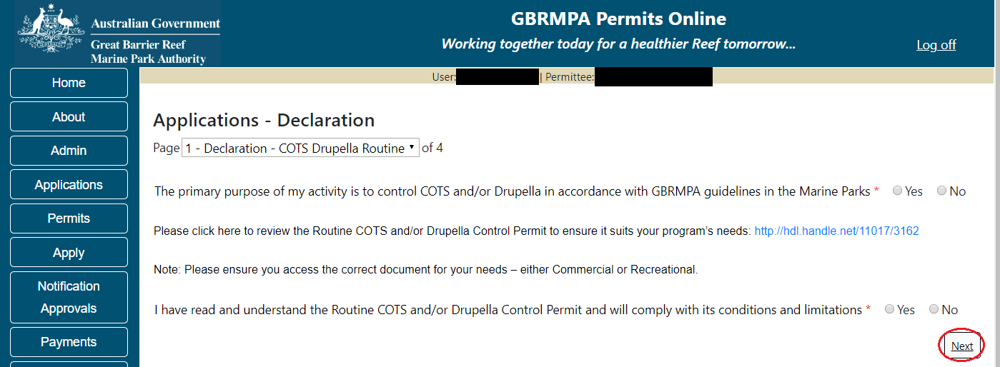 Australian Government
Great Barrier Reef
Marine Park Authority
GBRMPA Permits Online
Working together today for a healthier Reef tomorrow...
Log off
User: | Permittee:
Home
About
Admin
Applications
Permits
Apply
Notification
Approvals
Payments
Applications - Declaration
Page 1 - Declaration - COTS Drupella Routine of 4
The primary purpose of my activity is to control COTS and/or Drupella in accordance with GBRMPA guidelines in the Marine Parks * Yes No
Please click here to review the Routine COTS and/or Drupella Control Permit to ensure it suits your program’s needs: http://hdl.handle.net/11017/3162
Note: Please ensure you access the correct document for your needs – either Commercial or Recreational.
I have read and understand the Routine COTS and/or Drupella Control Permit and will comply with its conditions and limitations * Yes No
Next